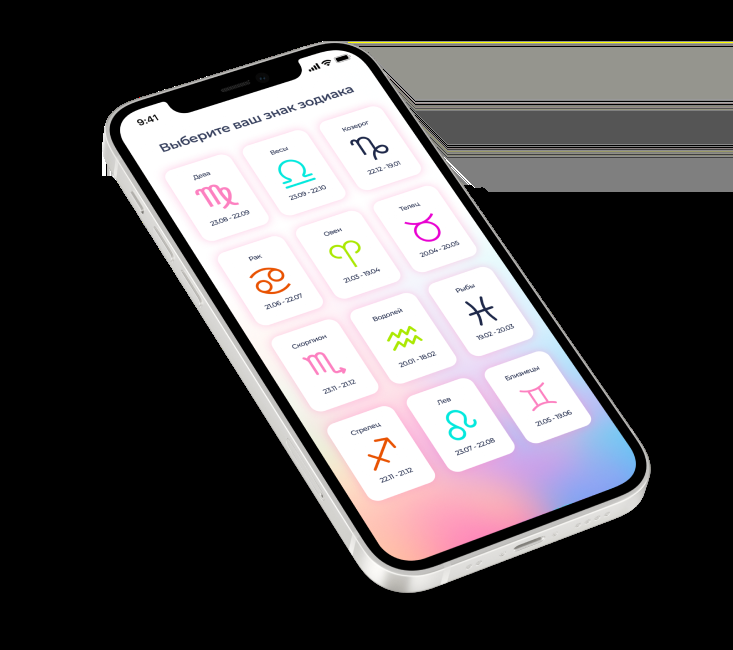 9:41
Выберите ваш знак зодиака
Дева
23.08 - 22.09
Весы
23.09 - 22.10
Козерог
22.12 - 19.01
Рак
21.06 - 22.07
Овен
21.03 - 19.04
Телец
20.04 - 20.05
Скорпион
23.11 - 21.12
Водолей
20.01 - 18.02
Рыбы
19.02 - 20.03
Стрелец
22.11 - 21.12
Лев
23.07 - 22.08
Близнецы
21.05 - 19.06